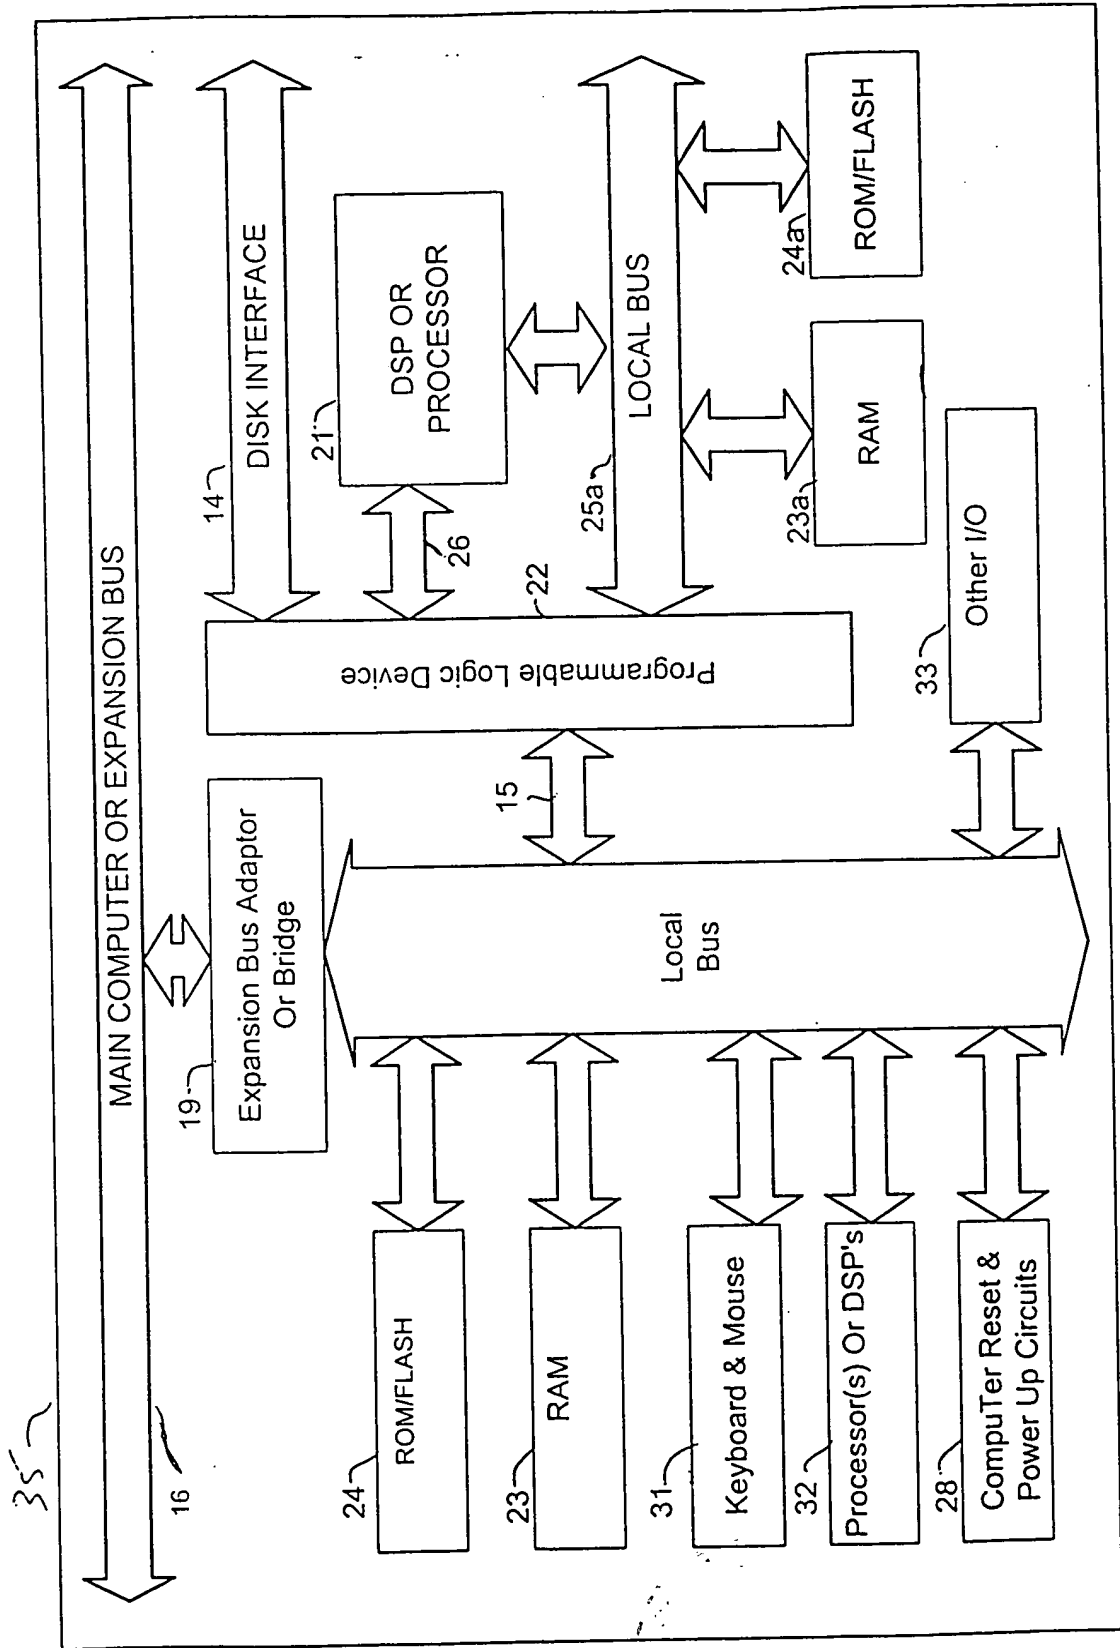 35
MAIN COMPUTER OR EXPANSION BUS
16
14
DISK INTERFACE
19
Expansion Bus Adaptor
Or Bridge
21
DSP OR
PROCESSOR
26
22
Programmable Logic Device
15
25a
LOCAL BUS
24
ROM/FLASH
23
RAM
31
Keyboard & Mouse
32
Processor(s) Or DSP's
28
CompuTer Reset &
Power Up Circuits
Local
Bus
23a
RAM
24a
ROM/FLASH
33
Other I/O